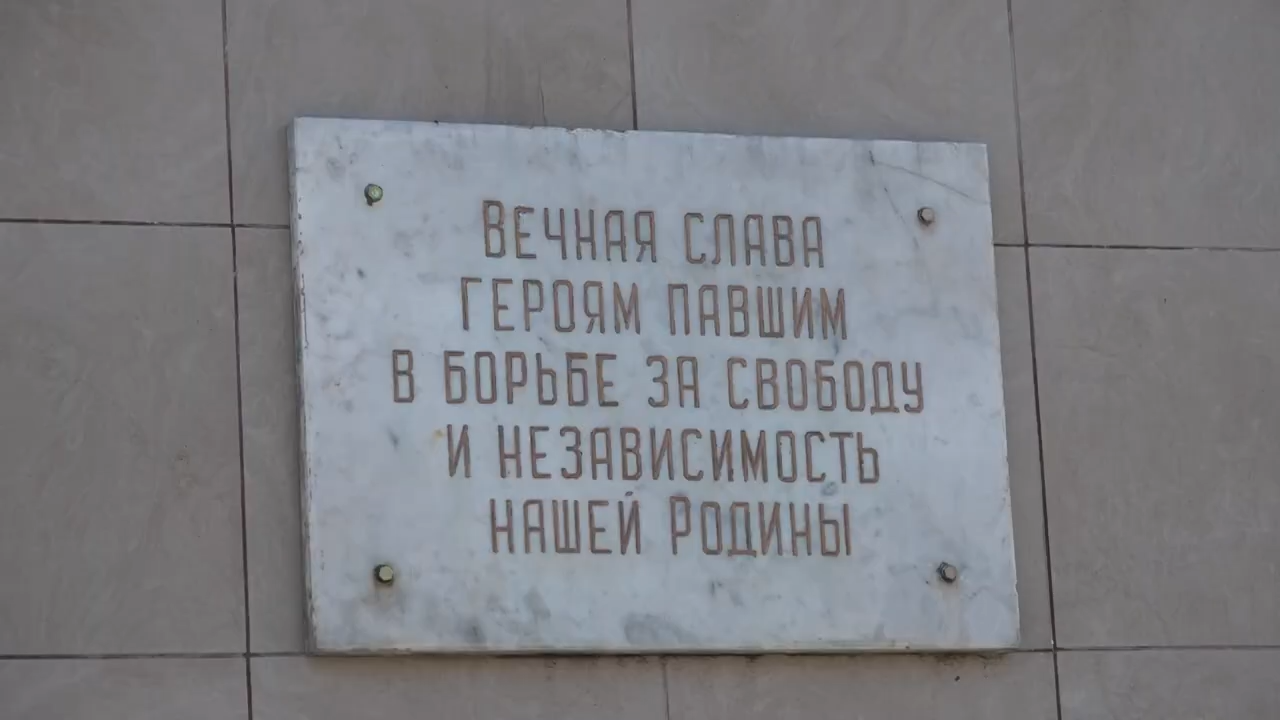 Вечная слава
героям павшим
в борьбе за свободу
и независимость
нашей Родины